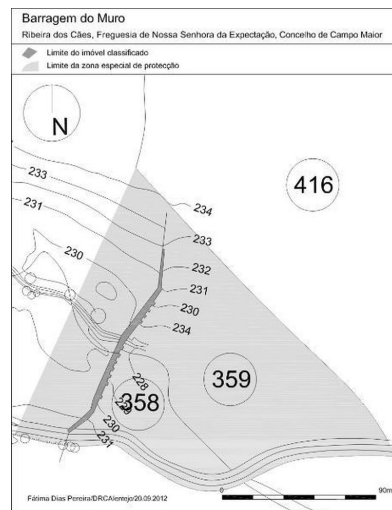 Barragem do Muro
Ribeira dos Cães, Freguesia de Nossa Senhora da Expectação, Concelho de Campo Maior
Limite do imóvel classificado
Limite da zona especial de protecção
N
416
233
234
231
233
230
232
231
230
234
359
228
358
229
230
231
Fátima Dias Pereira/DRCAlentejo/20.09.2012
0
90m